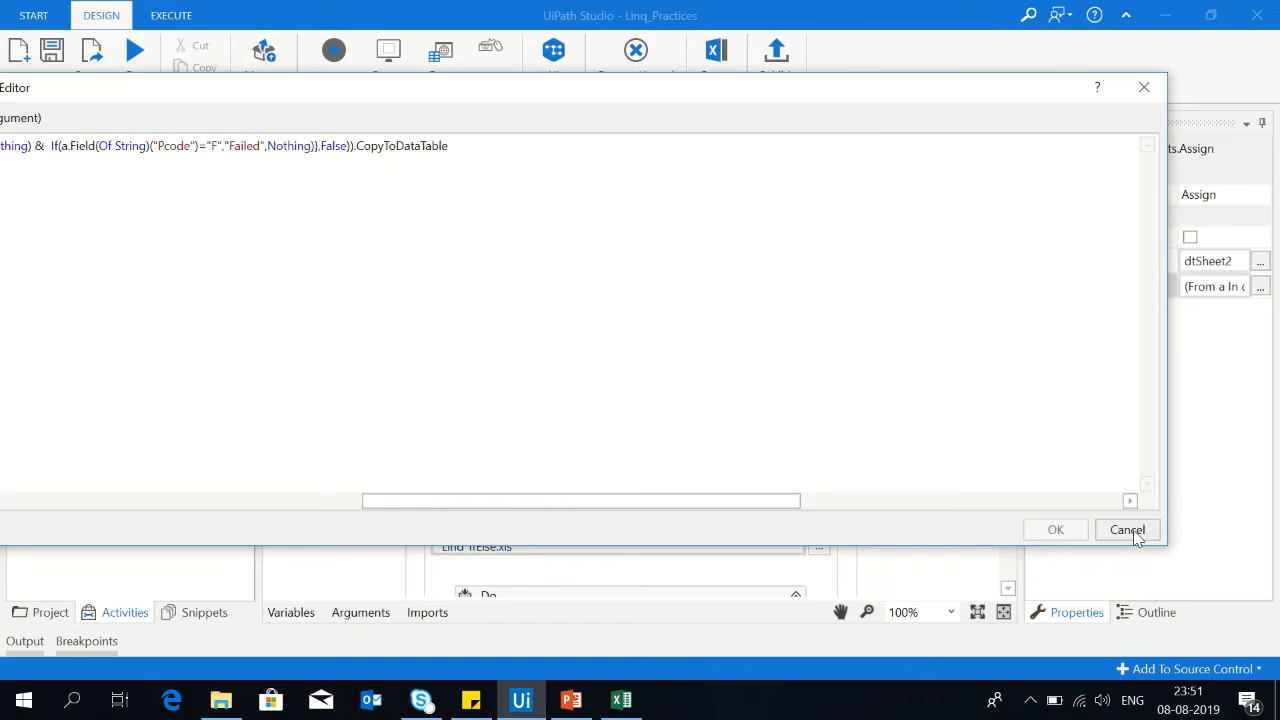 START DESIGN EXECUTE UiPath Studio - Linq_Practices
Cut
Copy
Editor
gument)
thing) & If(a.Field(Of String)("Pcode")="F","Failed",Nothing)},False)).CopyToDataTable
ts.Assign
Assign
dtSheet2 ...
(From a In ...
OK Cancel
Do
Project Activities Snippets Variables Arguments Imports 100% Properties Outline
Output Breakpoints
Add To Source Control
Ui ENG
23:51
08-08-2019
14